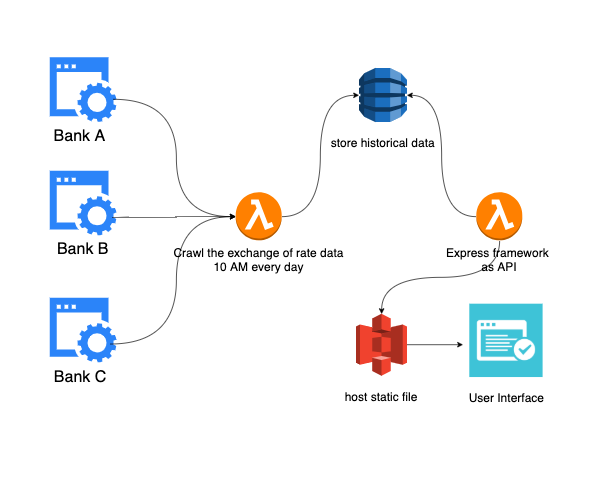 Bank A
store historical data
Bank B
Crawl the exchange of rate data
10 AM every day
Express framework
as API
Bank C
host static file
User Interface